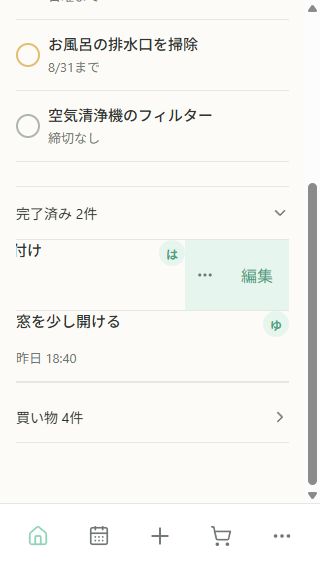 お風呂の排水口を掃除
8/31まで
空気清浄機のフィルター
締切なし
完了済み 2件
付け
は
編集
窓を少し開ける
ゆ
昨日 18:40
買い物 4件